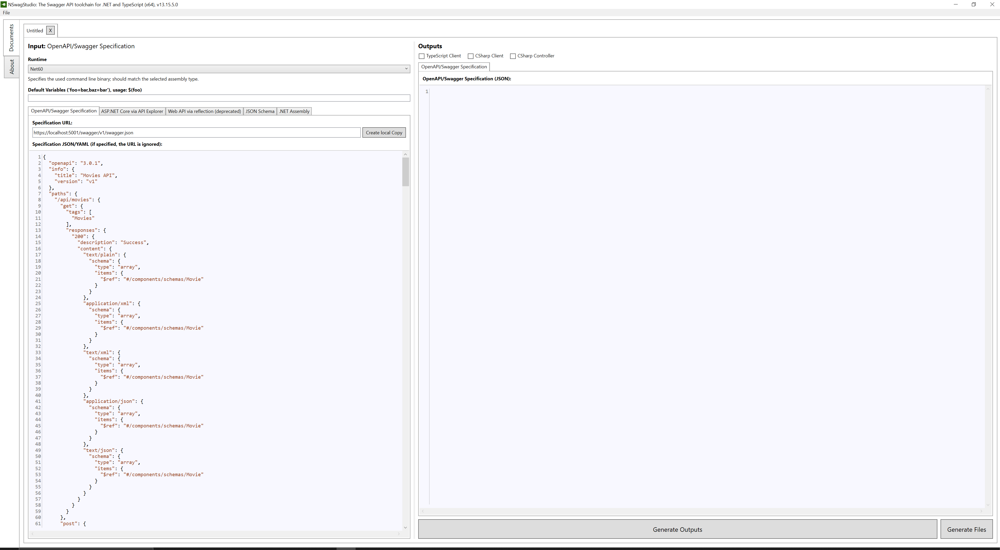 NSwagStudio: The Swagger API toolchain for .NET and TypeScript (x64), v13.15.5.0
File
Documents
About
Untitled X
Input: OpenAPI/Swagger Specification
Runtime
Net60
Specifies the used command line binary; should match the selected assembly type.
Default Variables ('foo=bar,baz=bar'), usage: $(foo)
OpenAPI/Swagger Specification ASP.NET Core via API Explorer Web API via reflection (deprecated) JSON Schema .NET Assembly
Specification URL:
https://localhost:5001/swagger/v1/swagger.json Create local Copy
Specification JSON/YAML (if specified, the URL is ignored):
1 {
2 "openapi": "3.0.1",
3 "info": {
4 "title": "Movies API",
5 "version": "v1"
6 },
7 "paths": {
8 "/api/movies": {
9 "get": {
10 "tags": [
11 "Movies"
12 ],
13 "responses": {
14 "200": {
15 "description": "Success",
16 "content": {
17 "text/plain": {
18 "schema": {
19 "type": "array",
20 "items": {
21 "$ref": "#/components/schemas/Movie"
22 }
23 }
24 },
25 "application/xml": {
26 "schema": {
27 "type": "array",
28 "items": {
29 "$ref": "#/components/schemas/Movie"
30 }
31 }
32 },
33 "text/xml": {
34 "schema": {
35 "type": "array",
36 "items": {
37 "$ref": "#/components/schemas/Movie"
38 }
39 }
40 },
41 "application/json": {
42 "schema": {
43 "type": "array",
44 "items": {
45 "$ref": "#/components/schemas/Movie"
46 }
47 }
48 },
49 "text/json": {
50 "schema": {
51 "type": "array",
52 "items": {
53 "$ref": "#/components/schemas/Movie"
54 }
55 }
56 }
57 }
58 }
59 }
60 },
61 "post": {
Outputs
TypeScript Client CSharp Client CSharp Controller
OpenAPI/Swagger Specification
OpenAPI/Swagger Specification (JSON):
1
Generate Outputs Generate Files